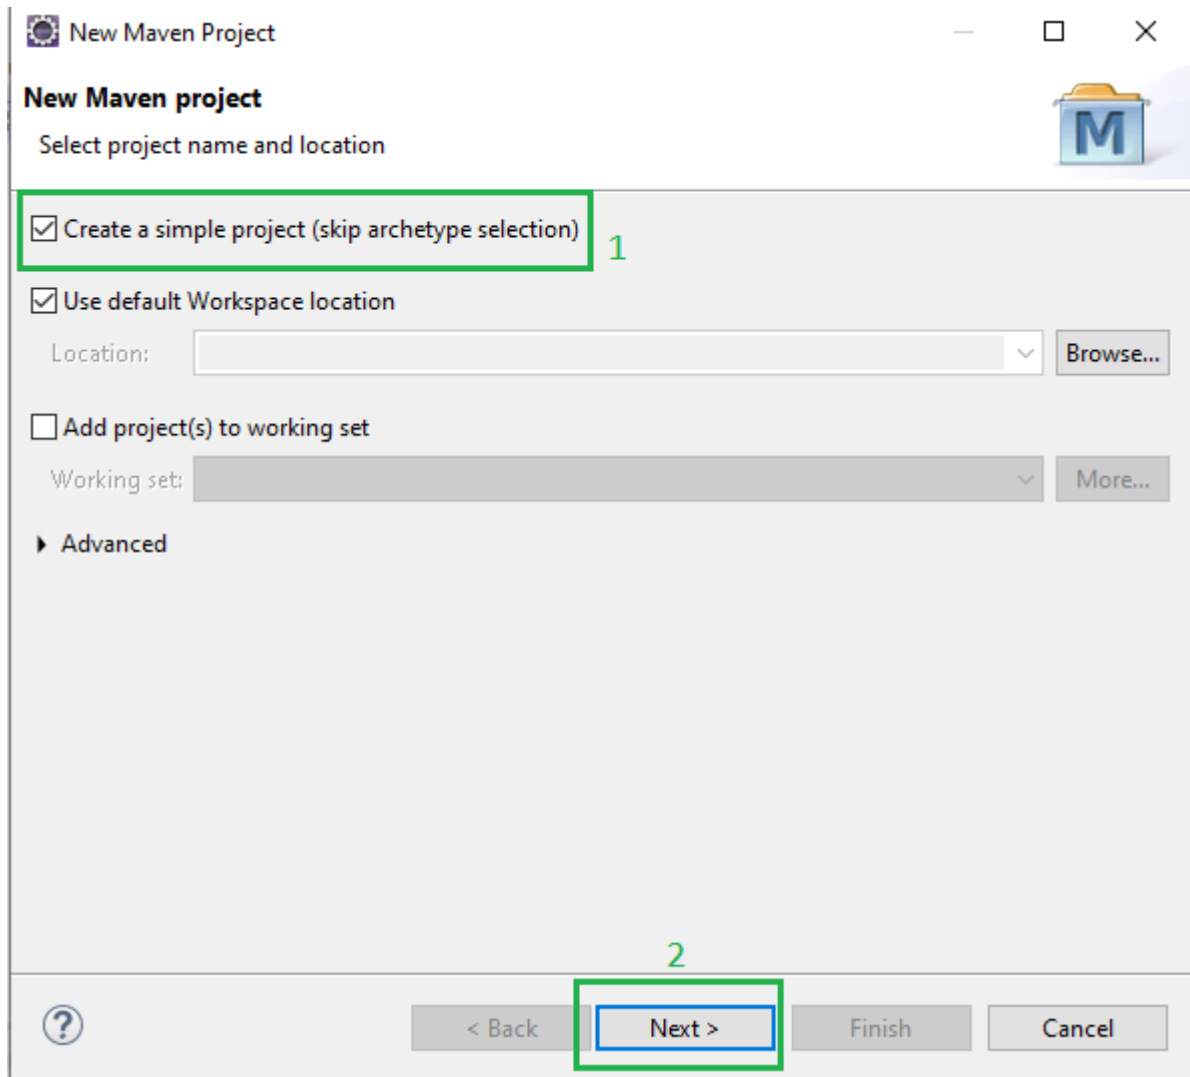 New Maven Project
New Maven project
Select project name and location
M
Create a simple project (skip archetype selection)
1
Use default Workspace location
Location:
Browse...
Add project(s) to working set
Working set:
More...
Advanced
2
?
< Back
Next >
Finish
Cancel